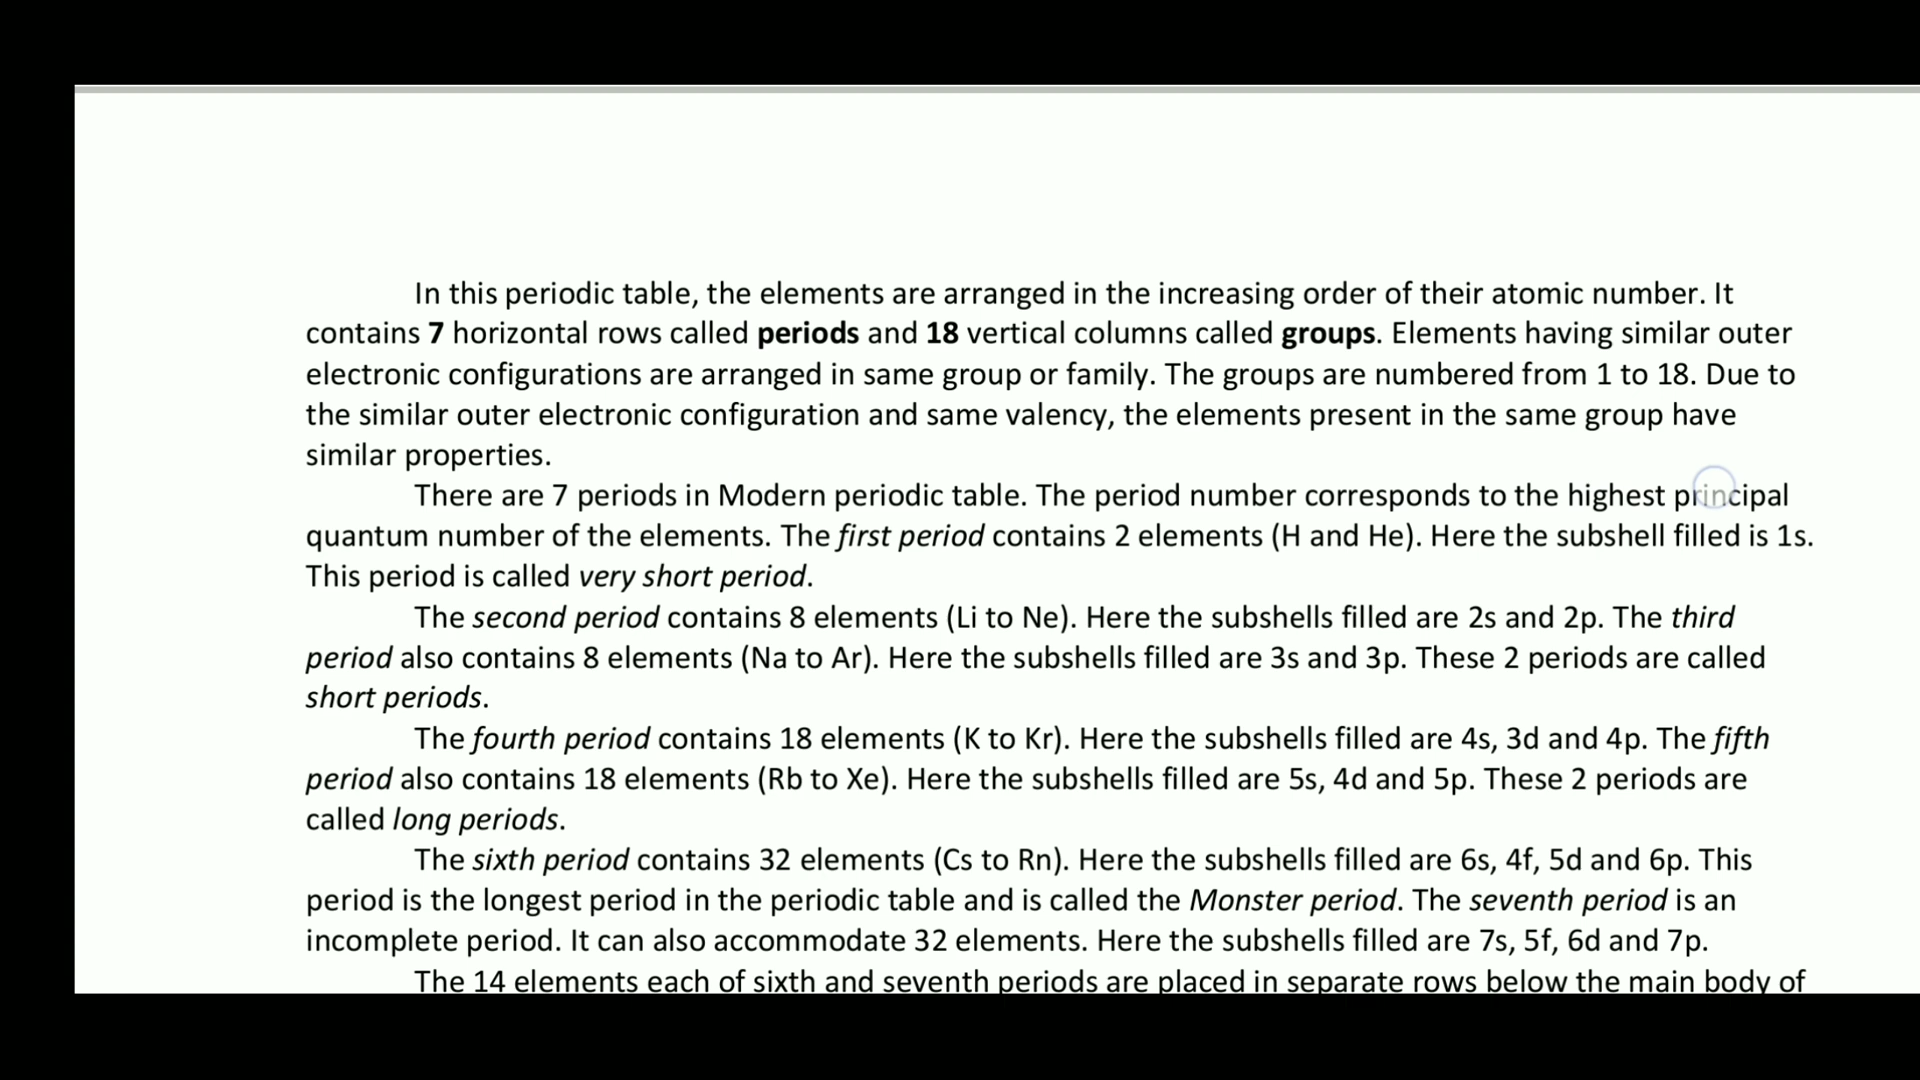 In this periodic table, the elements are arranged in the increasing order of their atomic number. It
contains 7 horizontal rows called periods and 18 vertical columns called groups. Elements having similar outer
electronic configurations are arranged in same group or family. The groups are numbered from 1 to 18. Due to
the similar outer electronic configuration and same valency, the elements present in the same group have
similar properties.
There are 7 periods in Modern periodic table. The period number corresponds to the highest principal
quantum number of the elements. The first period contains 2 elements (H and He). Here the subshell filled is 1s.
This period is called very short period.
The second period contains 8 elements (Li to Ne). Here the subshells filled are 2s and 2p. The third
period also contains 8 elements (Na to Ar). Here the subshells filled are 3s and 3p. These 2 periods are called
short periods.
The fourth period contains 18 elements (K to Kr). Here the subshells filled are 4s, 3d and 4p. The fifth
period also contains 18 elements (Rb to Xe). Here the subshells filled are 5s, 4d and 5p. These 2 periods are
called long periods.
The sixth period contains 32 elements (Cs to Rn). Here the subshells filled are 6s, 4f, 5d and 6p. This
period is the longest period in the periodic table and is called the Monster period. The seventh period is an
incomplete period. It can also accommodate 32 elements. Here the subshells filled are 7s, 5f, 6d and 7p.
The 14 elements each of sixth and seventh periods are placed in separate rows below the main body of